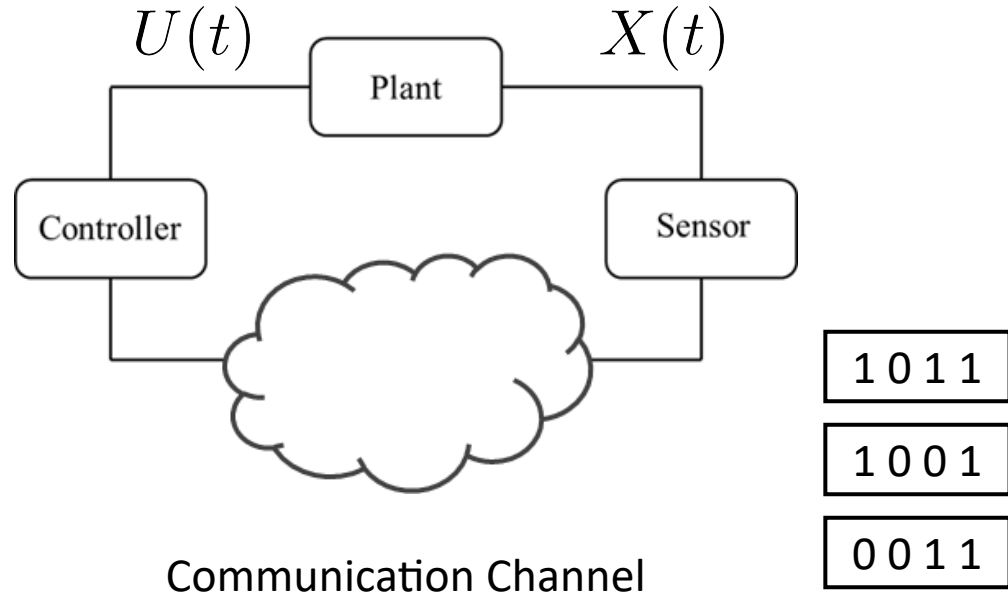 U(t)
X(t)
Plant
Controller
Sensor
1 0 1 1
1 0 0 1
0 0 1 1
Communication Channel